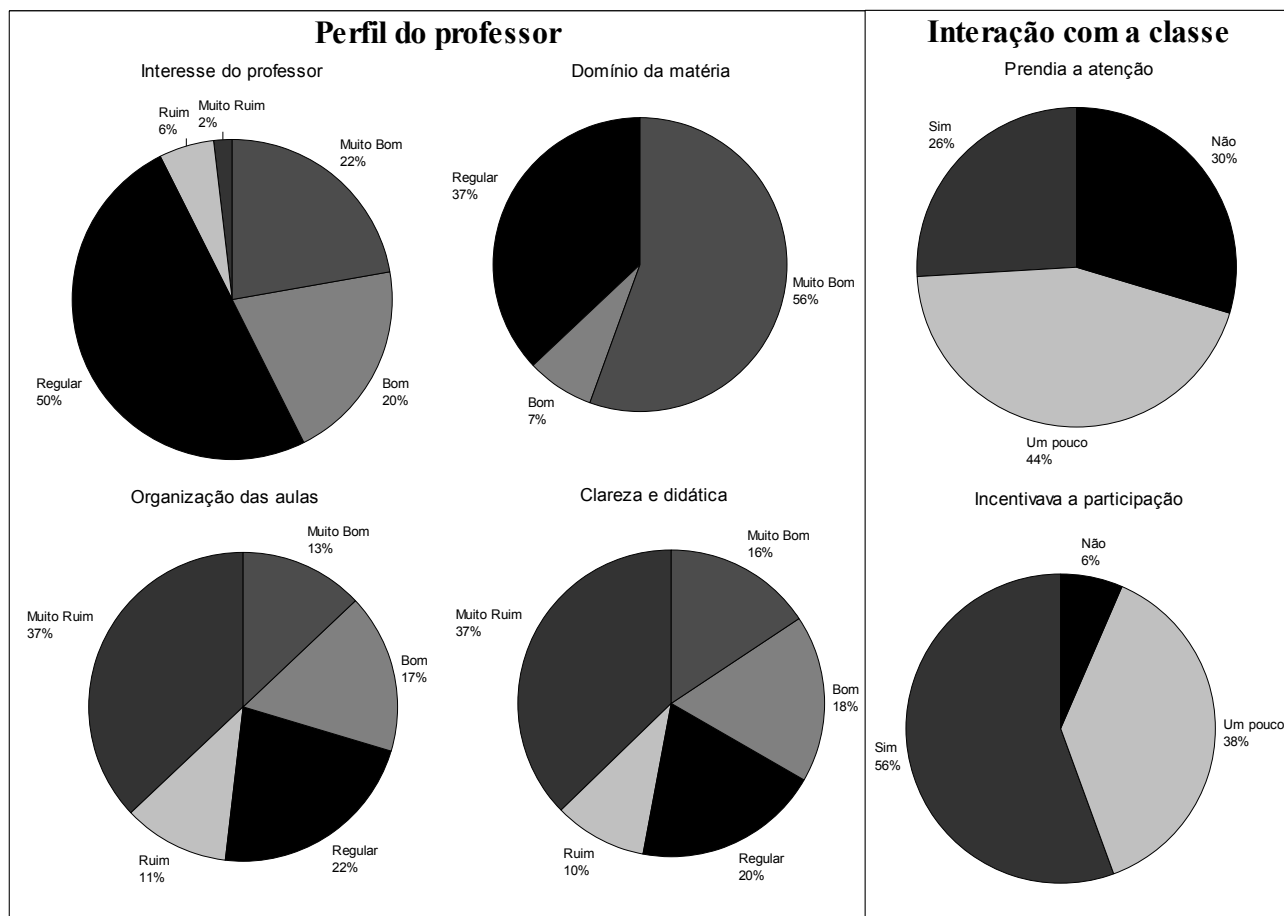 Perfil do professor
Interesse do professor
Ruim
6%
Muito Ruim
2%
Muito Bom
22%
Regular
50%
Bom
20%
Domínio da matéria
Regular
37%
Muito Bom
56%
Bom
7%
Organização das aulas
Muito Bom
13%
Muito Ruim
37%
Bom
17%
Ruim
11%
Regular
22%
Clareza e didática
Muito Bom
16%
Muito Ruim
37%
Bom
18%
Ruim
10%
Regular
20%
Interação com a classe
Prendia a atenção
Sim
26%
Não
30%
Um pouco
44%
Incentivava a participação
Não
6%
Um pouco
38%
Sim
56%